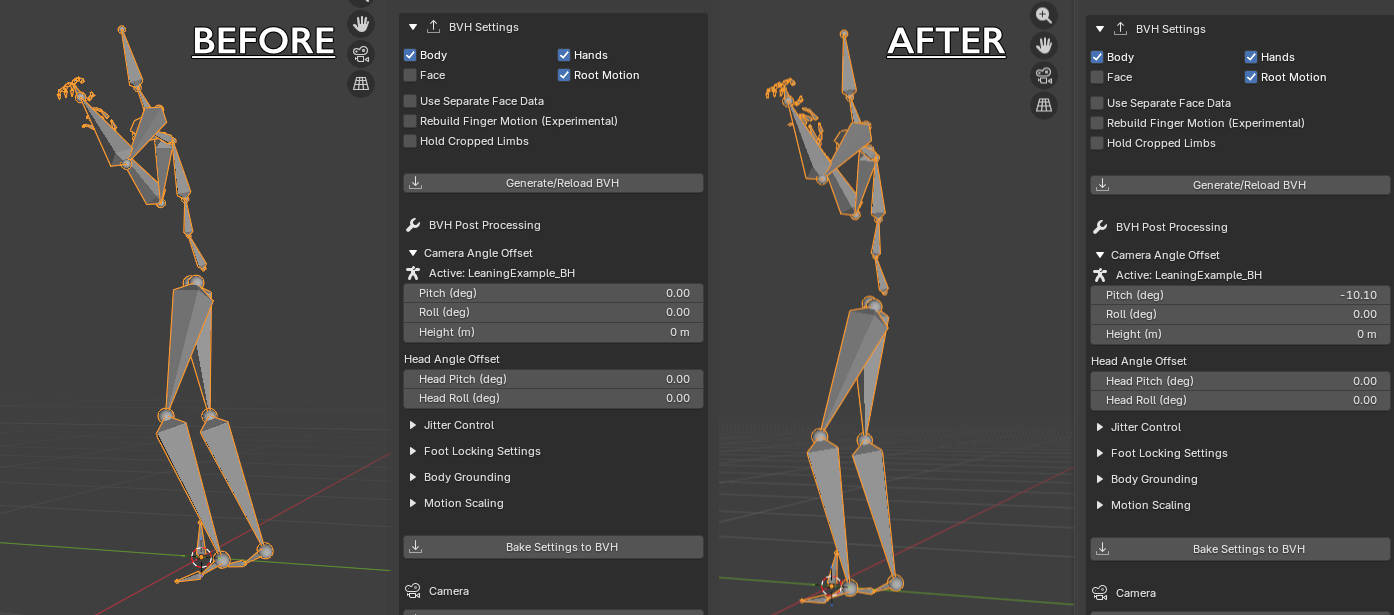 BEFORE
BVH Settings
Body
Hands
Face
Root Motion
Use Separate Face Data
Rebuild Finger Motion (Experimental)
Hold Cropped Limbs
Generate/Reload BVH
BVH Post Processing
Camera Angle Offset
Active: LeaningExample_BH
Pitch (deg) 0.00
Roll (deg) 0.00
Height (m) 0 m
Head Angle Offset
Head Pitch (deg) 0.00
Head Roll (deg) 0.00
Jitter Control
Foot Locking Settings
Body Grounding
Motion Scaling
Bake Settings to BVH
Camera
AFTER
BVH Settings
Body
Hands
Face
Root Motion
Use Separate Face Data
Rebuild Finger Motion (Experimental)
Hold Cropped Limbs
Generate/Reload BVH
BVH Post Processing
Camera Angle Offset
Active: LeaningExample_BH
Pitch (deg) -10.10
Roll (deg) 0.00
Height (m) 0 m
Head Angle Offset
Head Pitch (deg) 0.00
Head Roll (deg) 0.00
Jitter Control
Foot Locking Settings
Body Grounding
Motion Scaling
Bake Settings to BVH
Camera